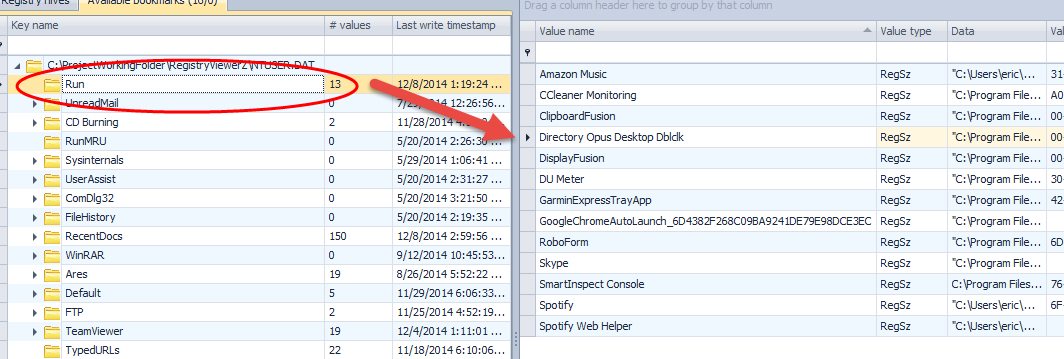 Registry hives Available bookmarks (16/0)
Key name # values Last write timestamp
C:\ProjectWorkingFolder\RegistryViewer2\NTUSER.DAT
Run 13 12/8/2014 1:19:24 ...
UnreadMail 0 12:26:56...
CD Burning 2 11/28/2014
RunMRU 0 5/20/2014 2:26:30 ...
Sysinternals 0 5/29/2014 1:06:41 ...
UserAssist 0 5/20/2014 2:31:27 ...
ComDlg32 0 5/20/2014 3:21:50 ...
FileHistory 0 5/20/2014 2:19:35 ...
RecentDocs 150 12/8/2014 2:59:56 ...
WinRAR 0 9/12/2014 10:45:53...
Ares 19 8/26/2014 5:52:22 ...
Default 5 11/29/2014 6:06:33...
FTP 2 11/25/2014 4:52:19...
TeamViewer 19 12/4/2014 1:11:01 ...
TypedURLs 22 11/18/2014 6:10:06...
Drag a column header here to group by that column
Value name Value type Data Val
Amazon Music RegSz "C:\Users\eric\... 31-
CCleaner Monitoring RegSz "C:\Program File... A0
ClipboardFusion RegSz "C:\Program File... 00-
Directory Opus Desktop Dblclk RegSz "C:\Program File... 00-
DisplayFusion RegSz "C:\Program File... 00-
DU Meter RegSz "C:\Program File... 30-
GarminExpressTrayApp RegSz "C:\Program File... 42-
GoogleChromeAutoLaunch_6D4382F268C09BA9241DE79E98DCE3EC RegSz "C:\Program File...
RoboForm RegSz "C:\Program File... 6D
Skype RegSz "C:\Program File...
SmartInspect Console RegSz C:\Program Files... 76-
Spotify RegSz "C:\Users\eric\... 6F-
Spotify Web Helper RegSz "C:\Users\eric\...